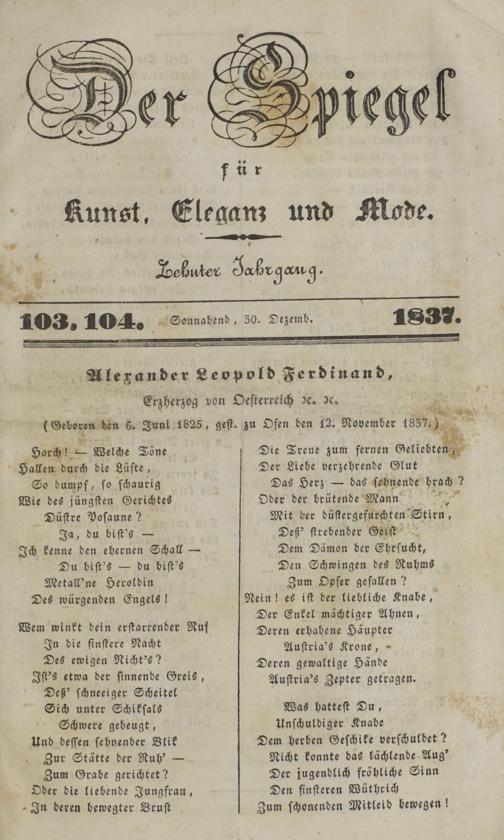 Der Spiegel
für
Kunst, Eleganz und Mode.
Zehnter Jahrgang.
103, 104. Sonnabend, 30. Dezemb. 1837.
Alexander Leopold Ferdinand,
Erzherzog von Oesterreich ꝛc. ꝛc.
(Geboren den 6. Juni 1825, gest. zu Ofen den 12. November 1837.)
Horch! — Welche Töne
Hallen durch die Lüfte,
So dumpf, so schaurig
Wie des jüngsten Gerichtes
Düstre Posaune?
Ja, du bist's —
Ich kenne den ehernen Schall —
Du bist's — du bist's
Metall'ne Heroldin
Des würgenden Engels!
Wem winkt dein erstarrender Ruf
In die finstere Nacht
Des ewigen Nicht's?
Ist's etwa der sinnende Greis,
Deß' schneeiger Scheitel
Sich unter Schiksals
Schwere gebeugt,
Und dessen sehnender Blik
Zur Stätte der Ruh' —
Zum Grabe gerichtet?
Oder die liebende Jungfrau,
In deren bewegter Brust
Die Treue zum fernen Geliebten,
Der Liebe verzehrende Glut
Das Herz — das sehnende brach?
Oder der brütende Mann
Mit der düstergefurchten Stirn,
Deß' strebender Geist
Dem Dämon der Ehrsucht,
Den Schwingen des Ruhms
Zum Opfer gefallen?
Nein! es ist der liebliche Knabe,
Der Enkel mächtiger Ahnen,
Deren erhabene Häupter
Austria's Krone,
Deren gewaltige Hände
Austria's Zepter getragen.
Was hattest Du,
Unschuldiger Knabe
Dem herben Geschike verschuldet?
Nicht konnte das lächlende Aug'
Der jugendlich fröhliche Sinn
Den finsteren Wüthrich
Zum schonenden Mitleid bewegen!